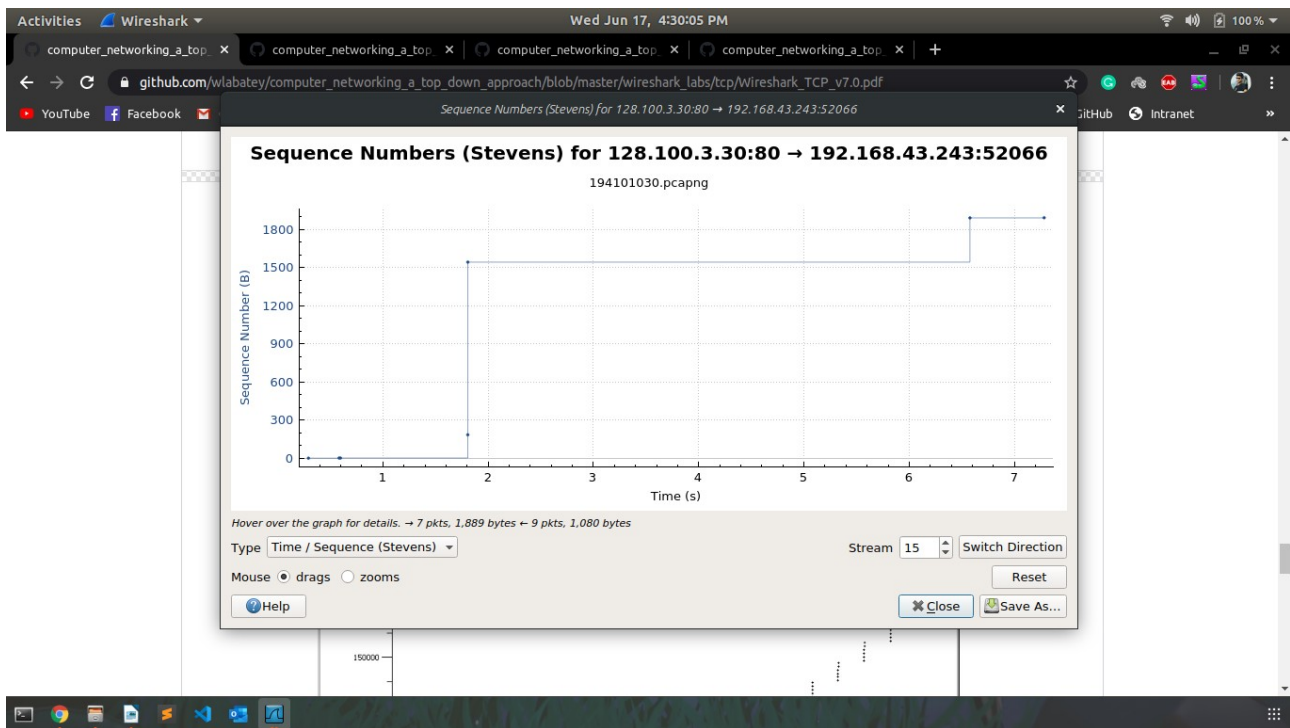 Activities Wireshark Wed Jun 17, 4:30:05 PM 100 %
computer_networking_a_top_ computer_networking_a_top_ computer_networking_a_top_ computer_networking_a_top_
github.com/wlabatey/computer_networking_a_top_down_approach/blob/master/wireshark_labs/tcp/Wireshark_TCP_v7.0.pdf
YouTube Facebook GitHub Intranet »
Sequence Numbers (Stevens) for 128.100.3.30:80 → 192.168.43.243:52066
Sequence Numbers (Stevens) for 128.100.3.30:80 → 192.168.43.243:52066
194101030.pcapng
1800
1500
1200
900
600
300
0
Sequence Number (B)
1 2 3 4 5 6 7
Time (s)
Hover over the graph for details. → 7 pkts, 1,889 bytes ← 9 pkts, 1,080 bytes
Type Time / Sequence (Stevens) Stream 15 Switch Direction
Mouse drags zooms Reset
Help Close Save As...
150000